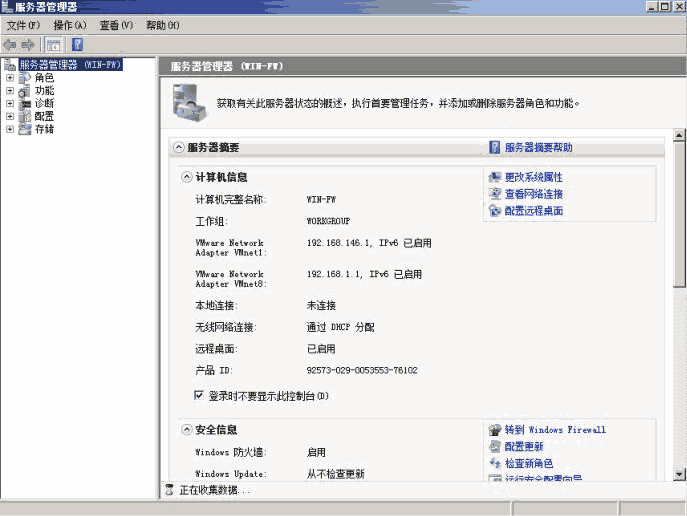 服务器管理器
文件(F) 操作(A) 查看(V) 帮助(H)
服务器管理器 (WIN-FW)
角色
功能
诊断
配置
存储
服务器管理器 (WIN-FW)
获取有关此服务器状态的概述，执行首要管理任务，并添加或删除服务器角色和功能。
服务器摘要
服务器摘要帮助
计算机信息
更改系统属性
查看网络连接
配置远程桌面
计算机完整名称: WIN-FW
工作组: WORKGROUP
VMware Network Adapter VMnet1: 192.168.146.1, IPv6 已启用
VMware Network Adapter VMnet8: 192.168.1.1, IPv6 已启用
本地连接: 未连接
无线网络连接: 通过 DHCP 分配
远程桌面: 已启用
产品 ID: 92573-029-0053553-76102
登录时不要显示此控制台(D)
安全信息
转到 Windows Firewall
配置更新
检查新角色
运行安全配置向导
Windows 防火墙: 启用
Windows Update: 从不检查更新
正在收集数据...